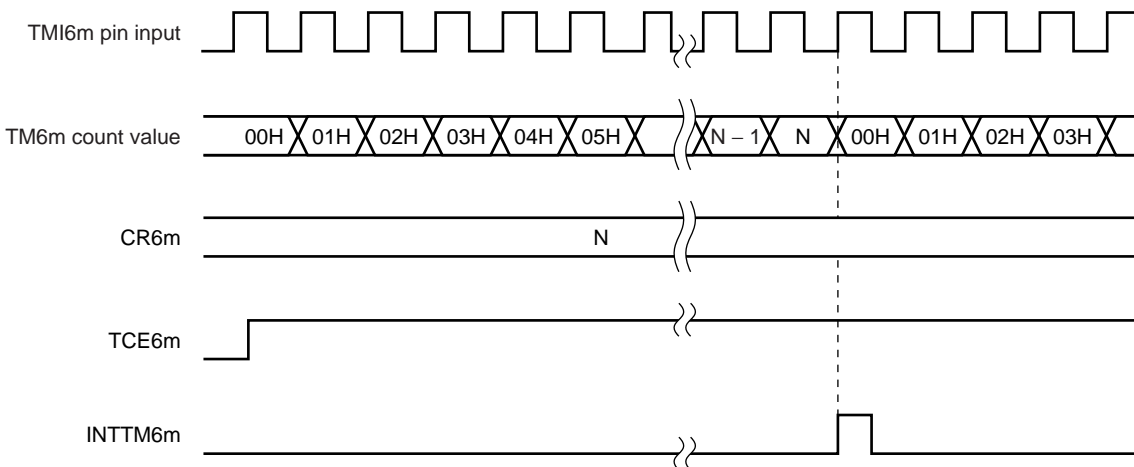 TMI6m pin input
TM6m count value 00H 01H 02H 03H 04H 05H N − 1 N 00H 01H 02H 03H
CR6m N
TCE6m
INTTM6m